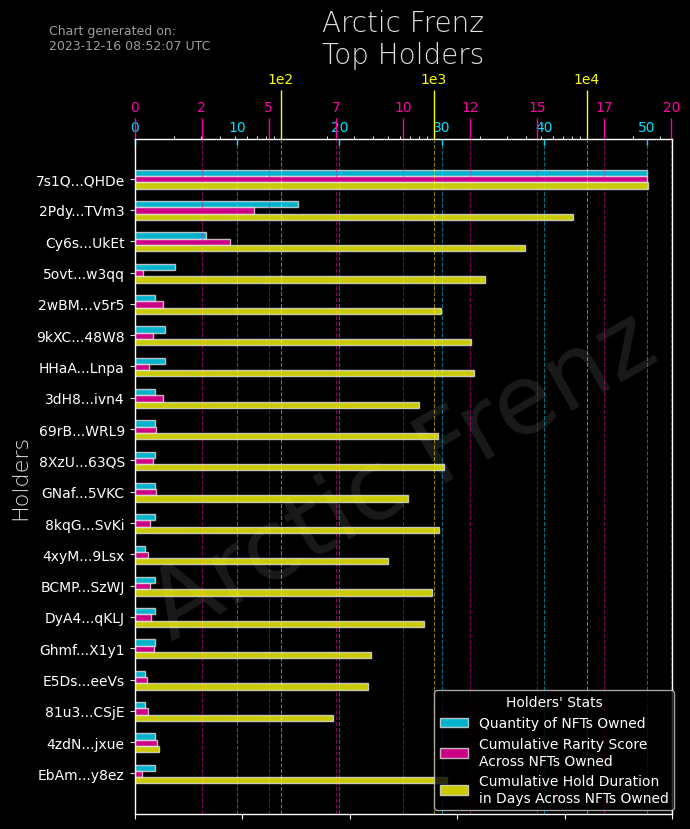 Arctic Frenz
Top Holders
Chart generated on:
2023-12-16 08:52:07 UTC
1e2 1e3 1e4
0 2 5 7 10 12 15 17 20
0 10 20 30 40 50
Holders
7s1Q...QHDe
2Pdy...TVm3
Cy6s...UkEt
5ovt...w3qq
2wBM...v5r5
9kXC...48W8
HHaA...Lnpa
3dH8...ivn4
69rB...WRL9
8XzU...63QS
GNaf...5VKC
8kqG...SvKi
4xyM...9Lsx
BCMP...SzWJ
DyA4...qKLJ
Ghmf...X1y1
E5Ds...eeVs
81u3...CSjE
4zdN...jxue
EbAm...y8ez
Arctic Frenz
Holders' Stats
Quantity of NFTs Owned
Cumulative Rarity Score
Across NFTs Owned
Cumulative Hold Duration
in Days Across NFTs Owned